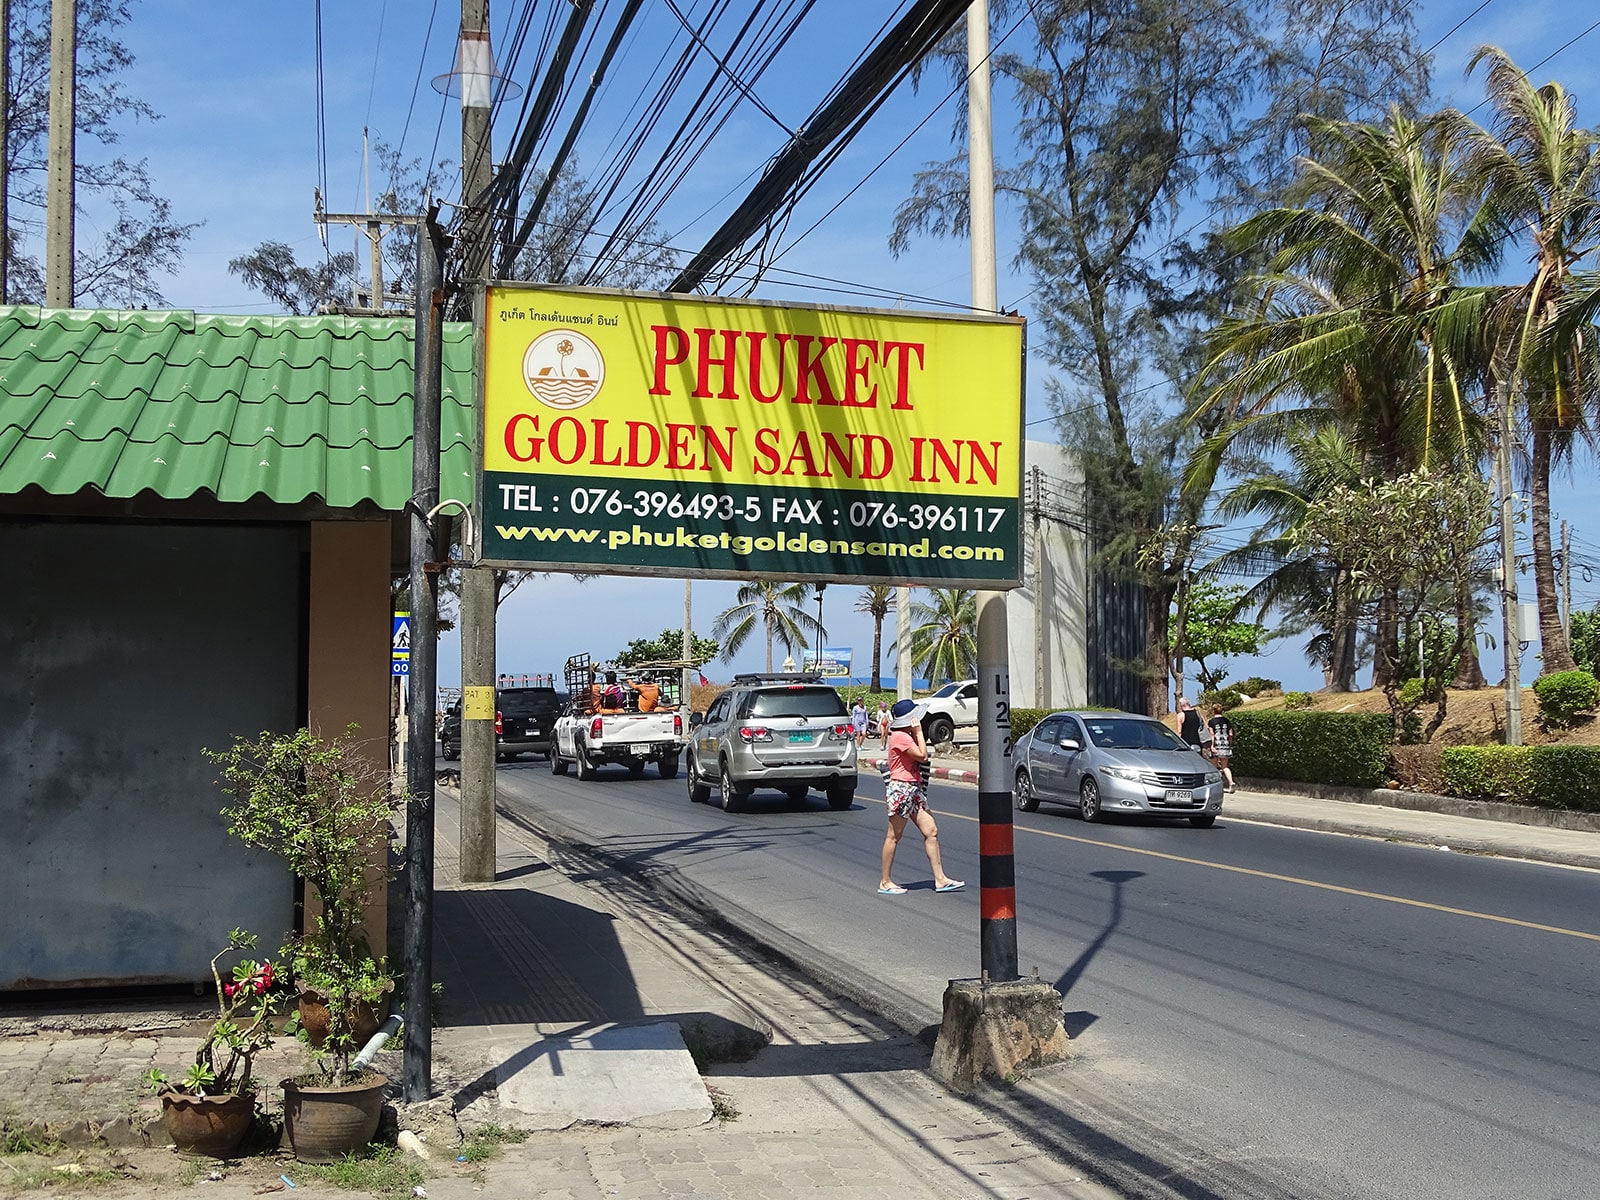 ภูเก็ต โกลเด้นแซนด์ อินน์
PHUKET
GOLDEN SAND INN
TEL : 076-396493-5 FAX : 076-396117
www.phuketgoldensand.com